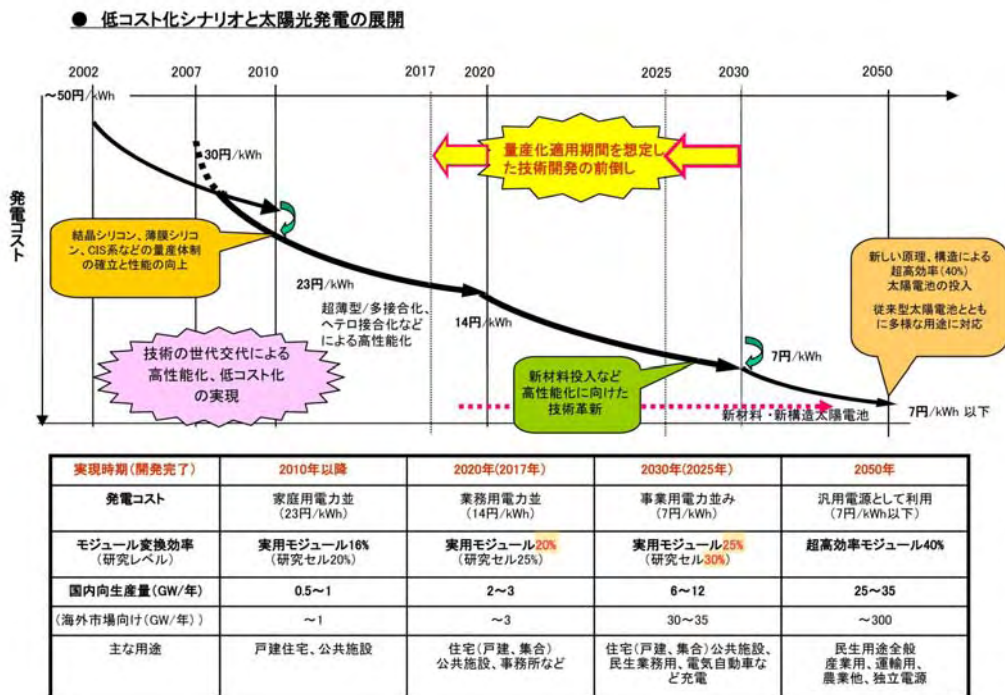 ● 低コスト化シナリオと太陽光発電の展開
2002
2007
2010
2017
2020
2025
2030
2050
～50円/kWh
30円/kWh
量産化適用期間を想定し
た技術開発の前倒し
発電コスト
結晶シリコン、薄膜シリコ
ン、CIS系などの量産体制
の確立と性能の向上
23円/kWh
超薄型/多接合化、
ヘテロ接合化など
による高性能化
14円/kWh
7円/kWh
新しい原理、構造による
超高効率(40%)
太陽電池の投入
従来型太陽電池ととも
に多様な用途に対応
技術の世代交代による
高性能化、低コスト化
の実現
新材料投入など
高性能化に向けた
技術革新
新材料・新構造太陽電池
7円/kWh 以下
実現時期(開発完了) 2010年以降 2020年(2017年) 2030年(2025年) 2050年
発電コスト 家庭用電力並 業務用電力並 事業用電力並み 汎用電源として利用
(23円/kWh) (14円/kWh) (7円/kWh) (7円/kWh以下)
モジュール変換効率 実用モジュール16% 実用モジュール20% 実用モジュール25% 超高効率モジュール40%
(研究レベル) (研究セル20%) (研究セル25%) (研究セル30%)
国内向生産量(GW/年) 0.5～1 2～3 6～12 25～35
(海外市場向け(GW/年)) ～1 ～3 30～35 ～300
主な用途 戸建住宅、公共施設 住宅(戸建、集合) 住宅(戸建、集合)公共施設、 民生用途全般
公共施設、事務所など 民生業務用、電気自動車な 産業用、運輸用、
ど充電 農業他、独立電源